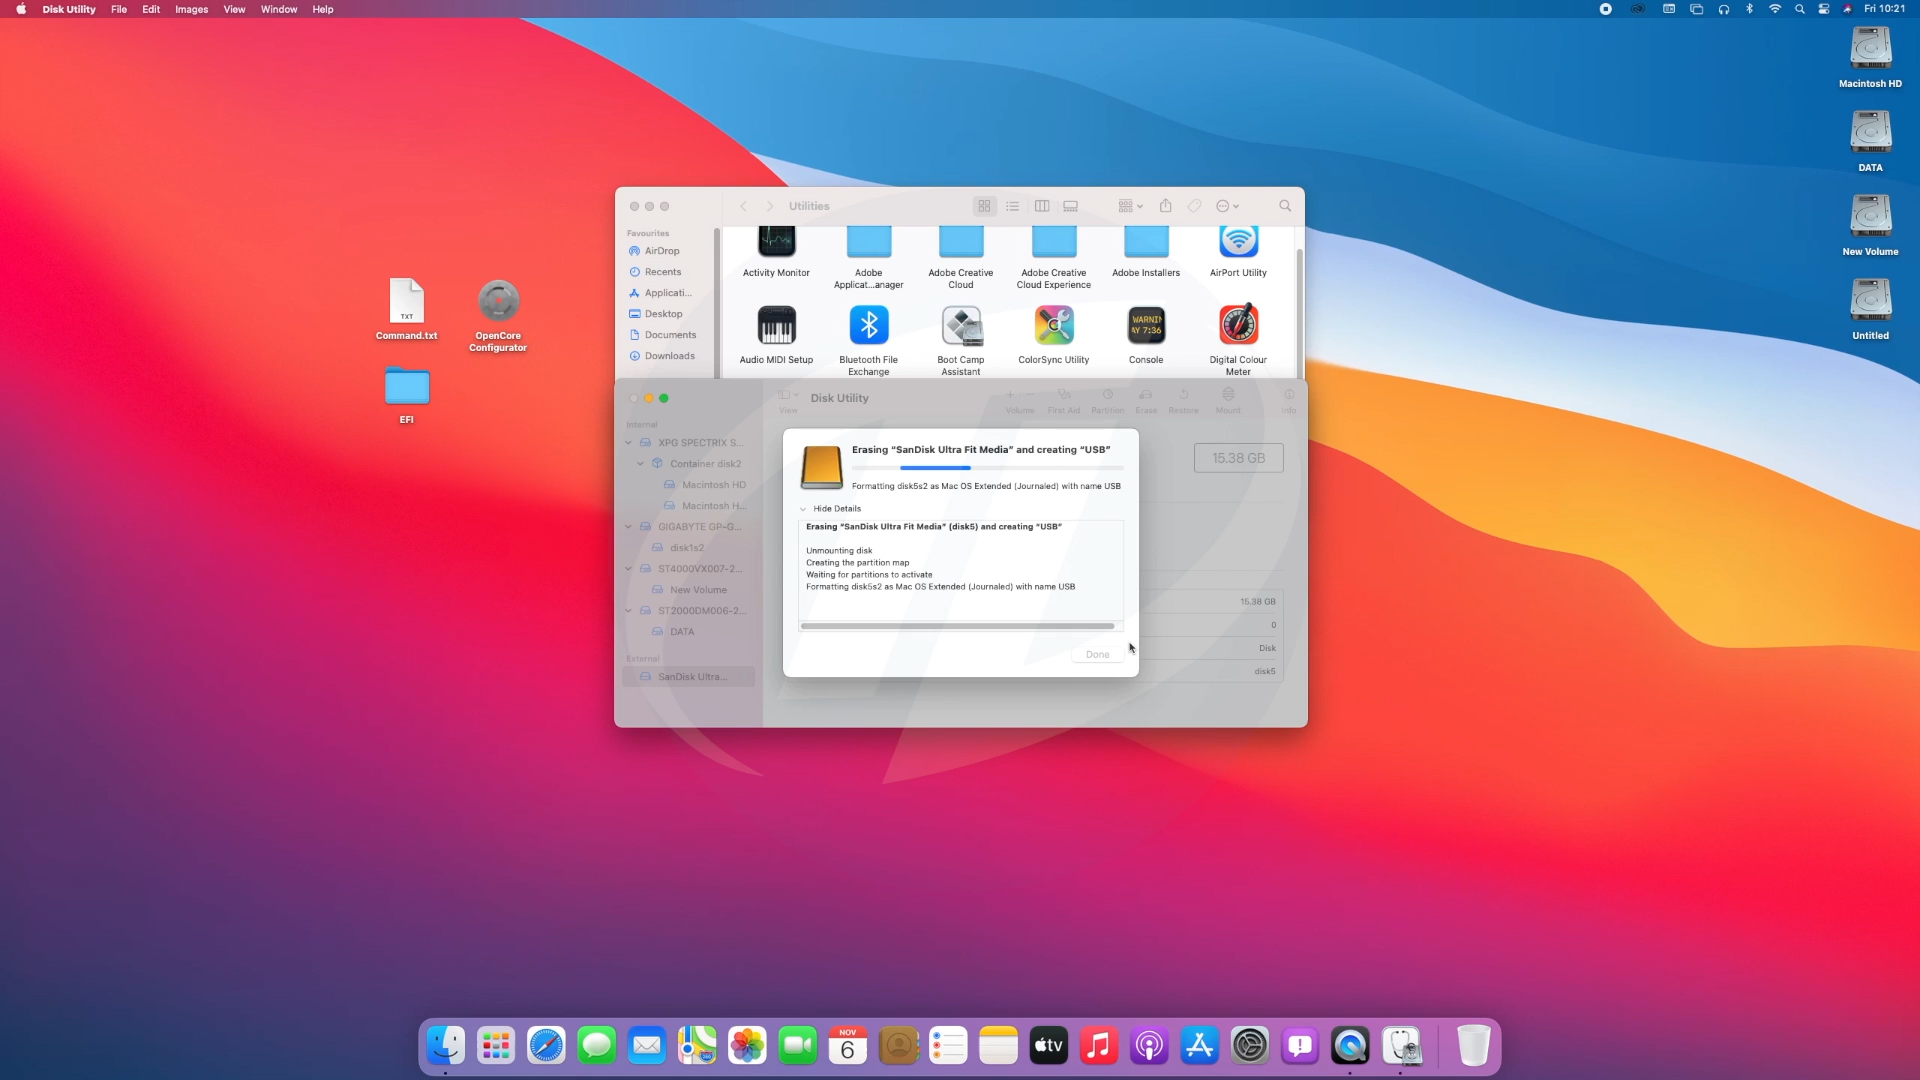 Disk Utility File Edit Images View Window Help
Fri 10:21
Macintosh HD
DATA
New Volume
Untitled
TXT
Command.txt
OpenCore
Configurator
EFI
Utilities
Favourites
AirDrop
Recents
Applicati...
Desktop
Documents
Downloads
Activity Monitor
Adobe
Applicat...anager
Adobe Creative
Cloud
Adobe Creative
Cloud Experience
Adobe Installers
AirPort Utility
WARNIN
AY 7:36
Audio MIDI Setup
Bluetooth File
Exchange
Boot Camp
Assistant
ColorSync Utility
Console
Digital Colour
Meter
Disk Utility
View
Volume First Aid Partition Erase Restore Mount Info
Internal
XPG SPECTRIX S...
Container disk2
Macintosh HD
Macintosh H...
GIGABYTE GP-G...
disk1s2
ST4000VX007-2...
New Volume
ST2000DM006-2...
DATA
External
SanDisk Ultra...
15.38 GB
Erasing “SanDisk Ultra Fit Media” and creating “USB”
Formatting disk5s2 as Mac OS Extended (Journaled) with name USB
Hide Details
Erasing “SanDisk Ultra Fit Media” (disk5) and creating “USB”
Unmounting disk
Creating the partition map
Waiting for partitions to activate
Formatting disk5s2 as Mac OS Extended (Journaled) with name USB
Done
15.38 GB
0
Disk
disk5
NOV
6
tv